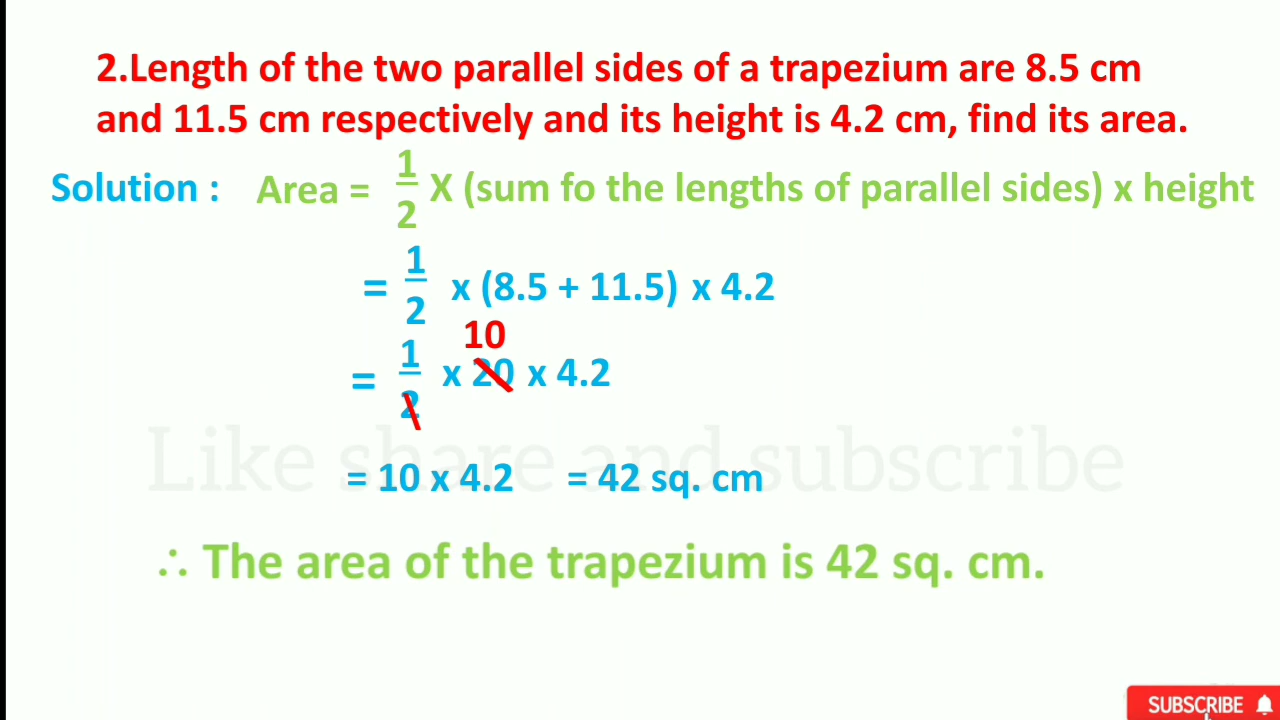 2.Length of the two parallel sides of a trapezium are 8.5 cm
and 11.5 cm respectively and its height is 4.2 cm, find its area.
Solution : Area = 1/2 X (sum fo the lengths of parallel sides) x height
= 1/2 x (8.5 + 11.5) x 4.2
10
= 1/2 x 20 x 4.2
Like share and subscribe
= 10 x 4.2 = 42 sq. cm
∴ The area of the trapezium is 42 sq. cm.
SUBSCRIBE